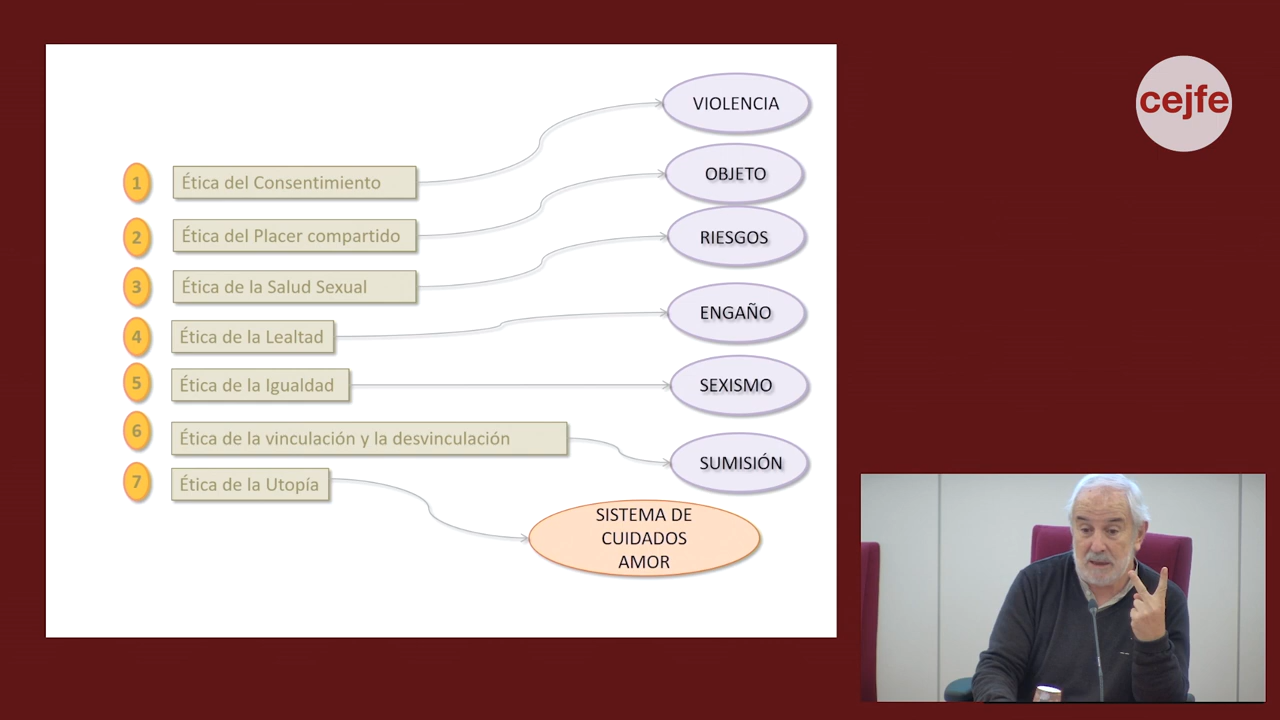 cejfe
VIOLENCIA
1 Ética del Consentimiento
OBJETO
2 Ética del Placer compartido
RIESGOS
3 Ética de la Salud Sexual
ENGAÑO
4 Ética de la Lealtad
SEXISMO
5 Ética de la Igualdad
6 Ética de la vinculación y la desvinculación
SUMISIÓN
7 Ética de la Utopía
SISTEMA DE
CUIDADOS
AMOR